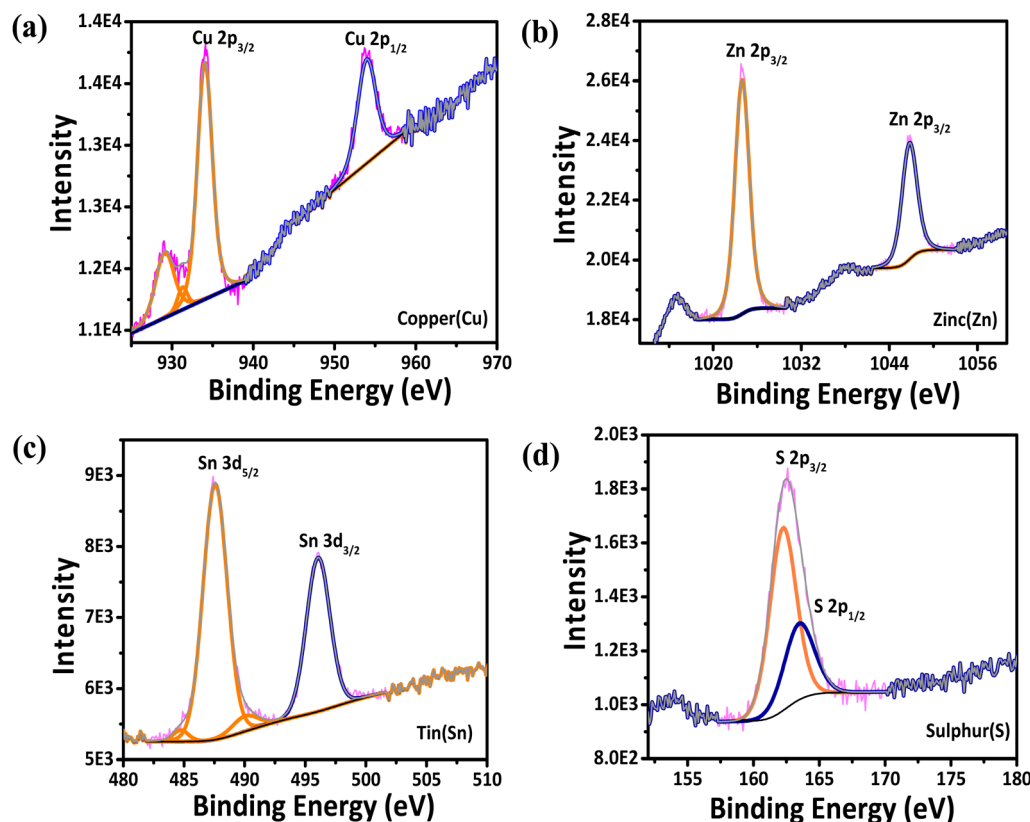 (a)
Cu 2p3/2
Cu 2p1/2
1.4E4
1.4E4
1.3E4
1.3E4
1.2E4
1.1E4
Intensity
Copper(Cu)
930 940 950 960 970
Binding Energy (eV)
(b)
Zn 2p3/2
Zn 2p3/2
2.8E4
2.6E4
2.4E4
2.2E4
2.0E4
1.8E4
Intensity
Zinc(Zn)
1020 1032 1044 1056
Binding Energy (eV)
(c)
Sn 3d5/2
Sn 3d3/2
9E3
8E3
7E3
6E3
5E3
Intensity
Tin(Sn)
480 485 490 495 500 505 510
Binding Energy (eV)
(d)
S 2p3/2
S 2p1/2
2.0E3
1.8E3
1.6E3
1.4E3
1.2E3
1.0E3
8.0E2
Intensity
Sulphur(S)
155 160 165 170 175 180
Binding Energy (eV)